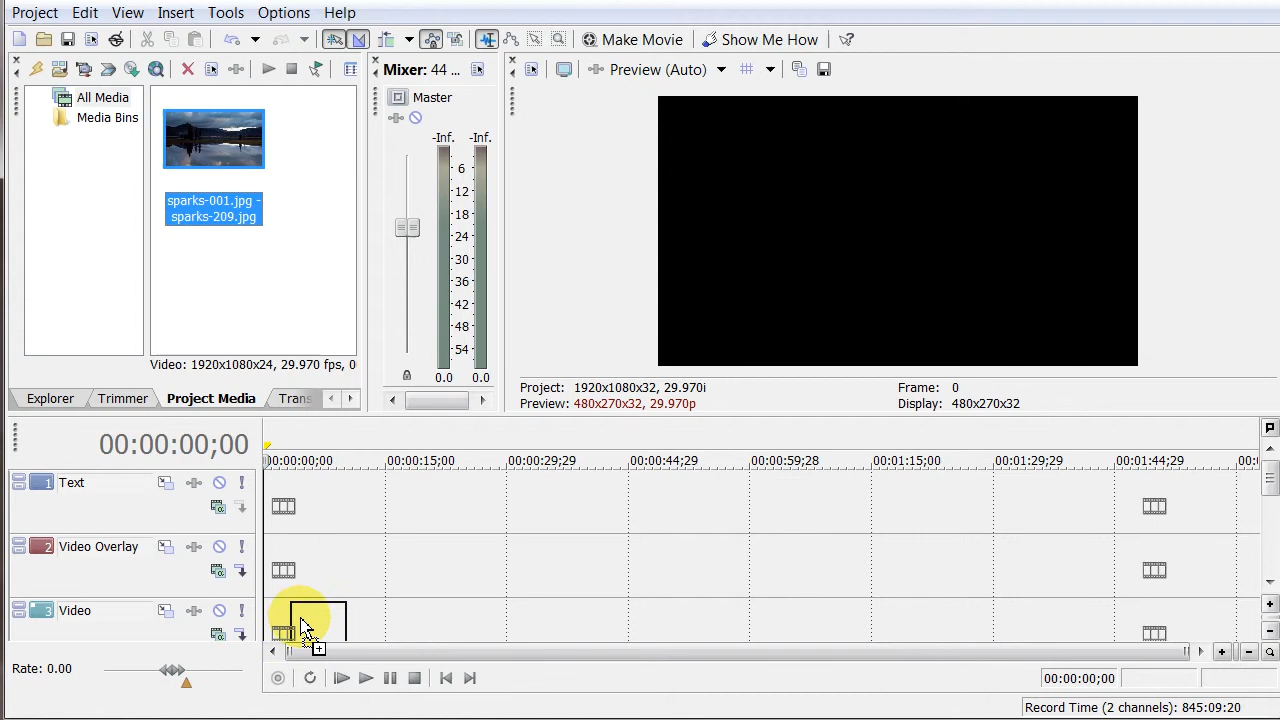 Project Edit View Insert Tools Options Help
Make Movie Show Me How
Mixer: 44 ... Preview (Auto)
All Media
Media Bins
Master
sparks-001.jpg -
sparks-209.jpg
-Inf. -Inf.
6
12
18
24
30
36
42
48
54
0.0 0.0
Video: 1920x1080x24, 29.970 fps, 0
Explorer Trimmer Project Media Trans
Project: 1920x1080x32, 29.970i Frame: 0
Preview: 480x270x32, 29.970p Display: 480x270x32
00:00:00;00
00:00:00;00 00:00:15;00 00:00:29;29 00:00:44;29 00:00:59;28 00:01:15;00 00:01:29;29 00:01:44;29 00:0
1 Text
2 Video Overlay
3 Video
Rate: 0.00
00:00:00;00
Record Time (2 channels): 845:09:20